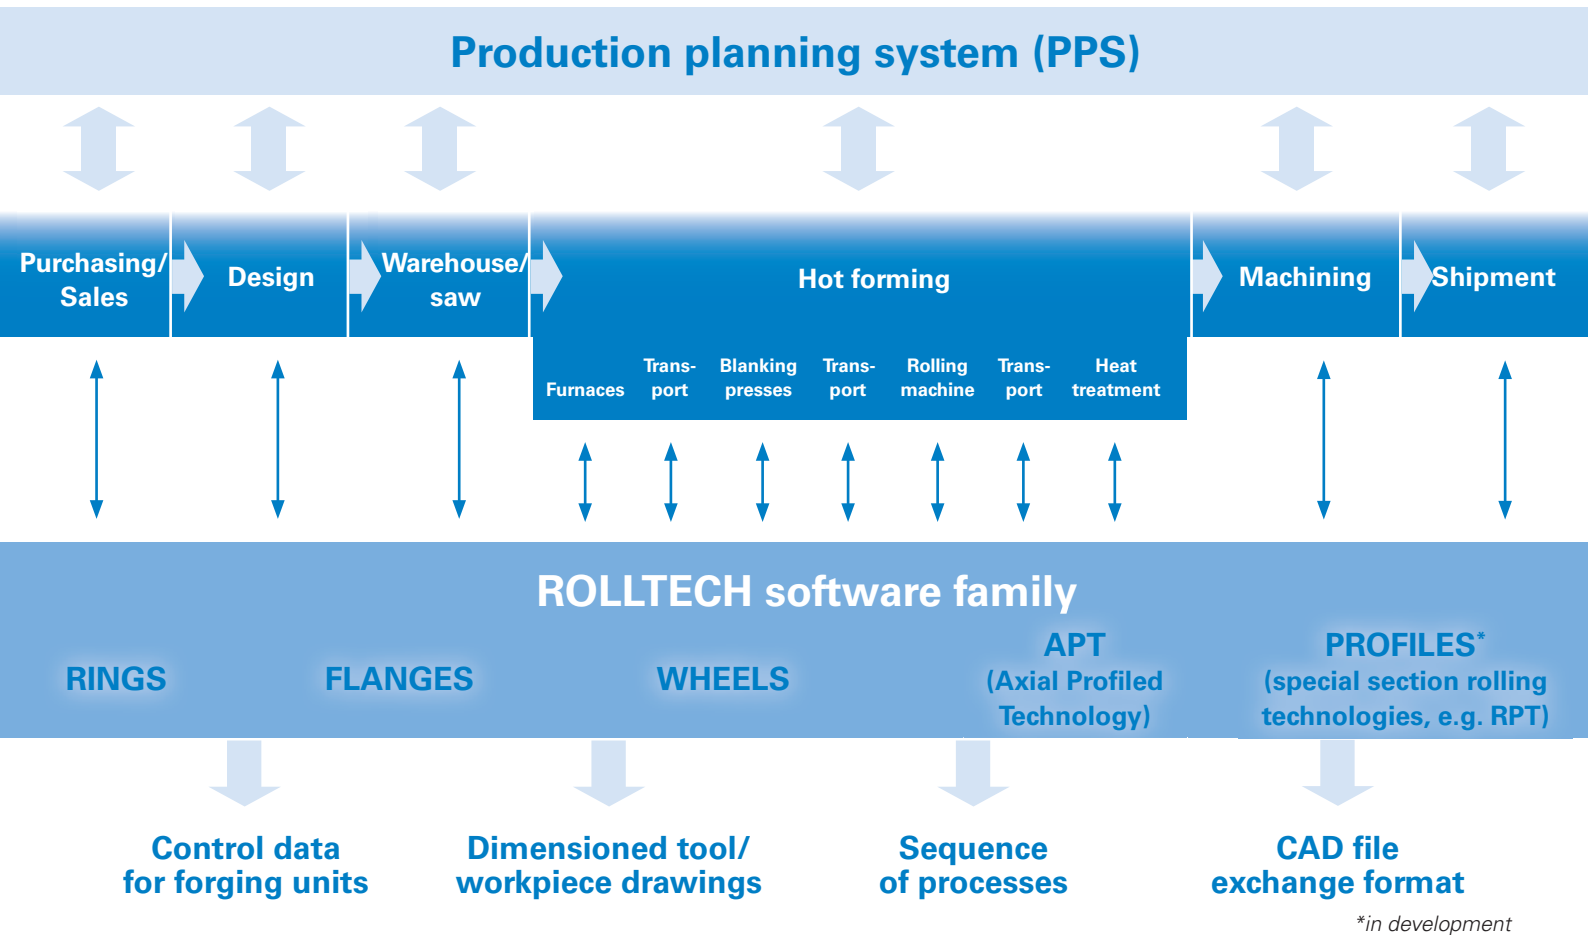 Production planning system (PPS)
Purchasing/
Sales
Design
Warehouse/
saw
Hot forming
Machining
Shipment
Furnaces
Trans-
port
Blanking
presses
Trans-
port
Rolling
machine
Trans-
port
Heat
treatment
ROLLTECH software family
RINGS
FLANGES
WHEELS
APT
(Axial Profiled
Technology)
PROFILES*
(special section rolling
technologies, e.g. RPT)
Control data
for forging units
Dimensioned tool/
workpiece drawings
Sequence
of processes
CAD file
exchange format
*in development